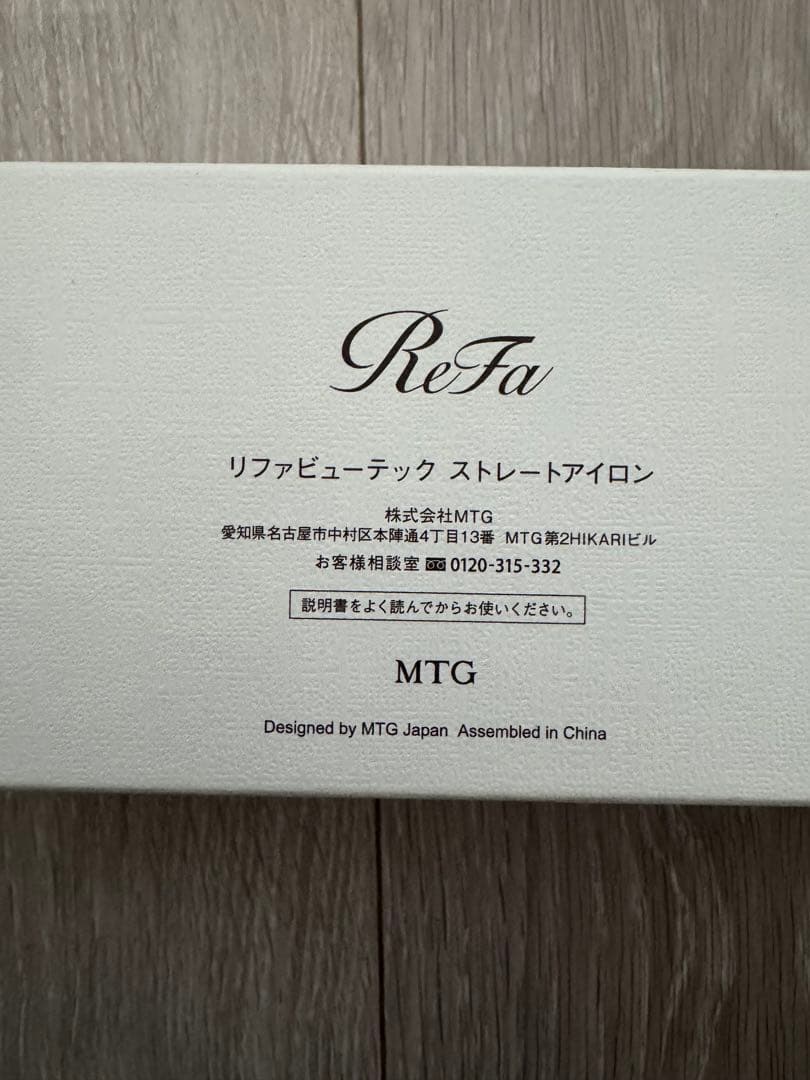 ReFa
リファビューテック ストレートアイロン
株式会社MTG
愛知県名古屋市中村区本陣通4丁目13番 MTG第2HIKARIビル
お客様相談室 0120-315-332
説明書をよく読んでからお使いください。
MTG
Designed by MTG Japan Assembled in China